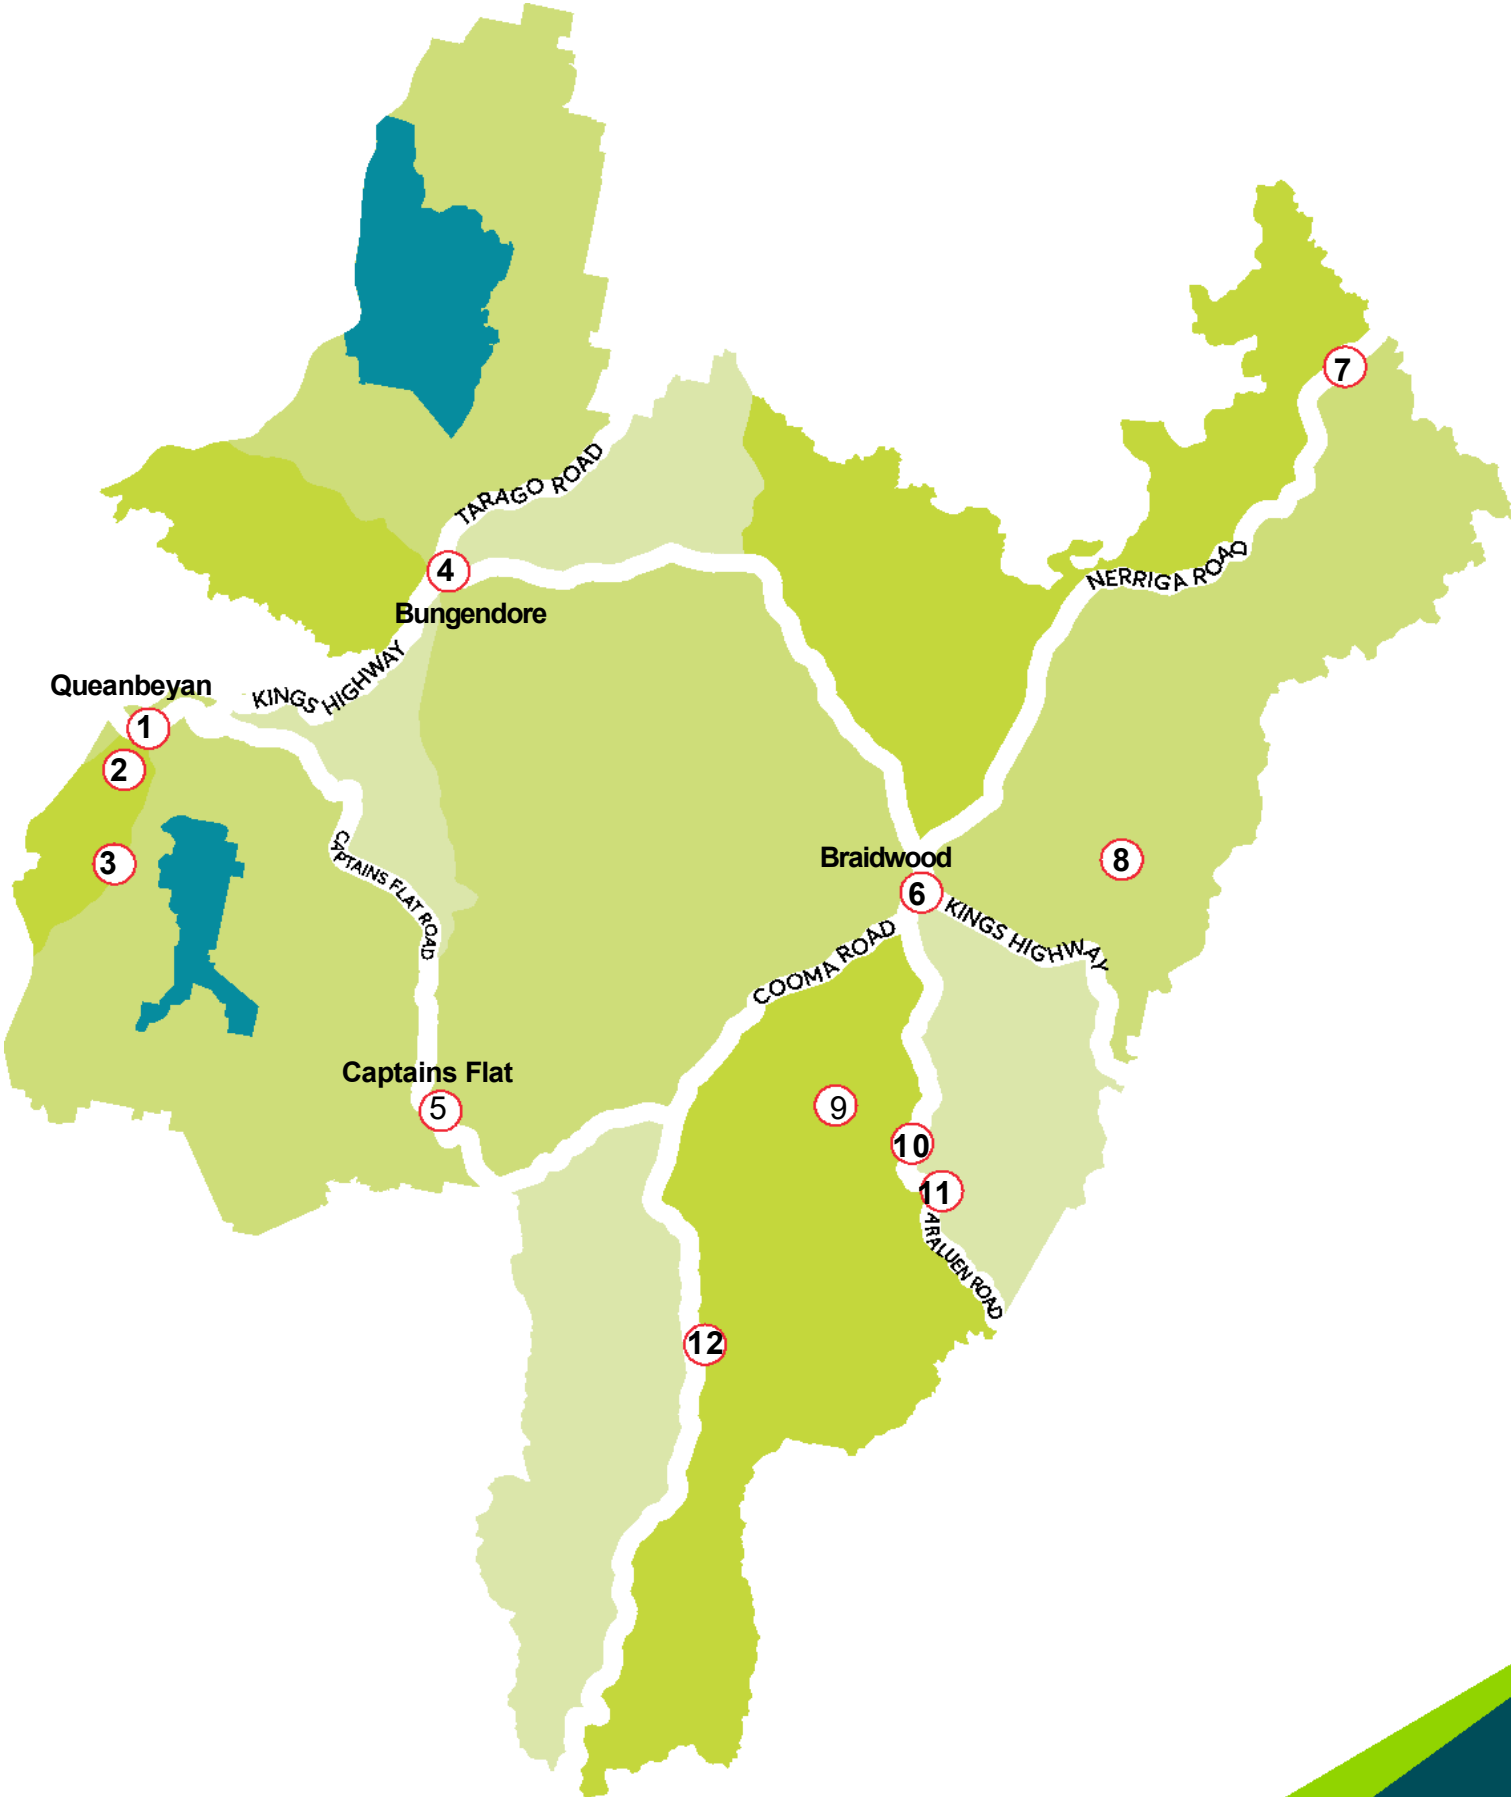 7
TARAGO ROAD
4
Bungendore
NERRIGA ROAD
KINGS HIGHWAY
Queanbeyan
1
2
3
CAPTAINS FLAT ROAD
Braidwood
6
8
KINGS HIGHWAY
COOMA ROAD
Captains Flat
5
9
10
11
ARALUEN ROAD
12